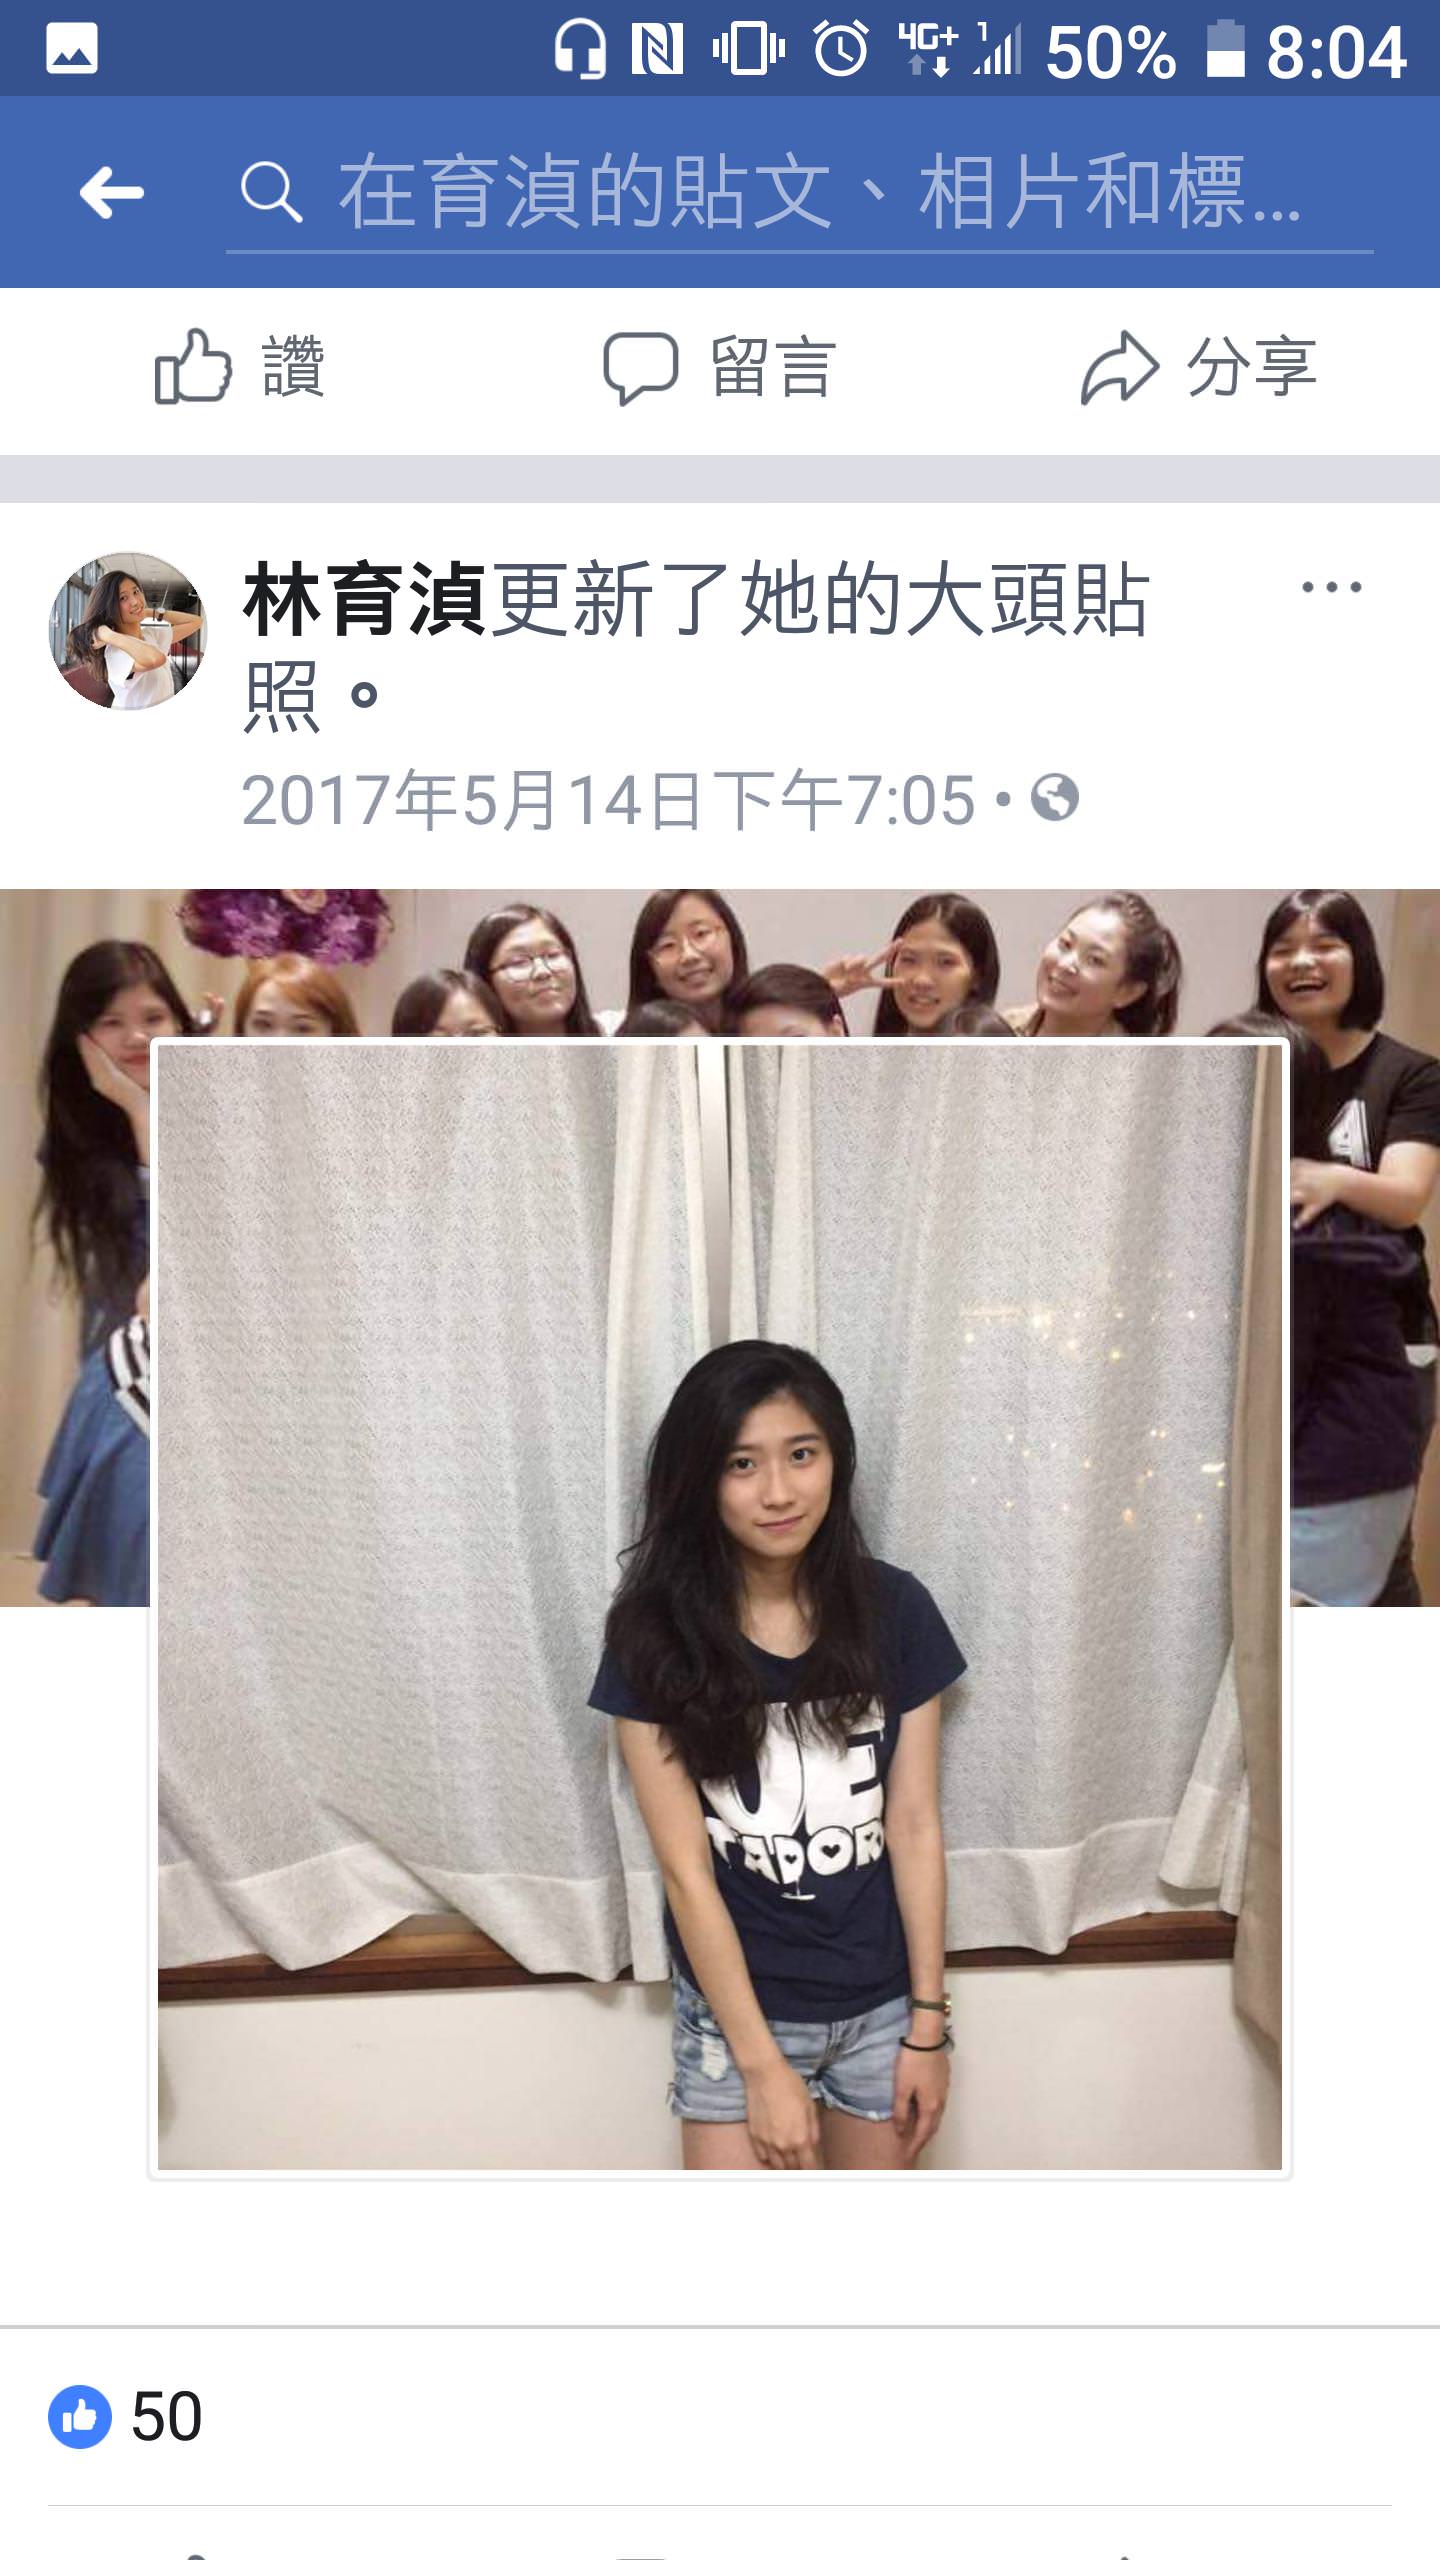 4G+ 1 50% 8:04
在育湞的貼文、相片和標...
讚 留言 分享
林育湞更新了她的大頭貼
照。
2017年5月14日下午7:05
JE
T'ADOR
50